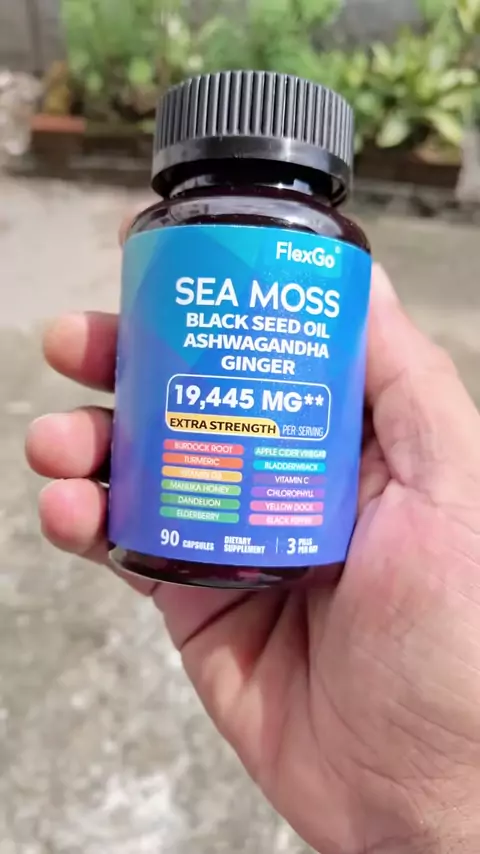 FlexGo®
SEA MOSS
BLACK SEED OIL
ASHWAGANDHA
GINGER
19,445 MG**
EXTRA STRENGTH PER SERVING
BURDOCK ROOT
TURMERIC
MANUKA HONEY
DANDELION
ELDERBERRY
APPLE CIDER VINEGAR
BLADDERWRACK
VITAMIN C
CHLOROPHYLL
YELLOW DOCK
BLACK PEPPER
90 CAPSULES
DIETARY
SUPPLEMENT
3 PILLS
PER DAY